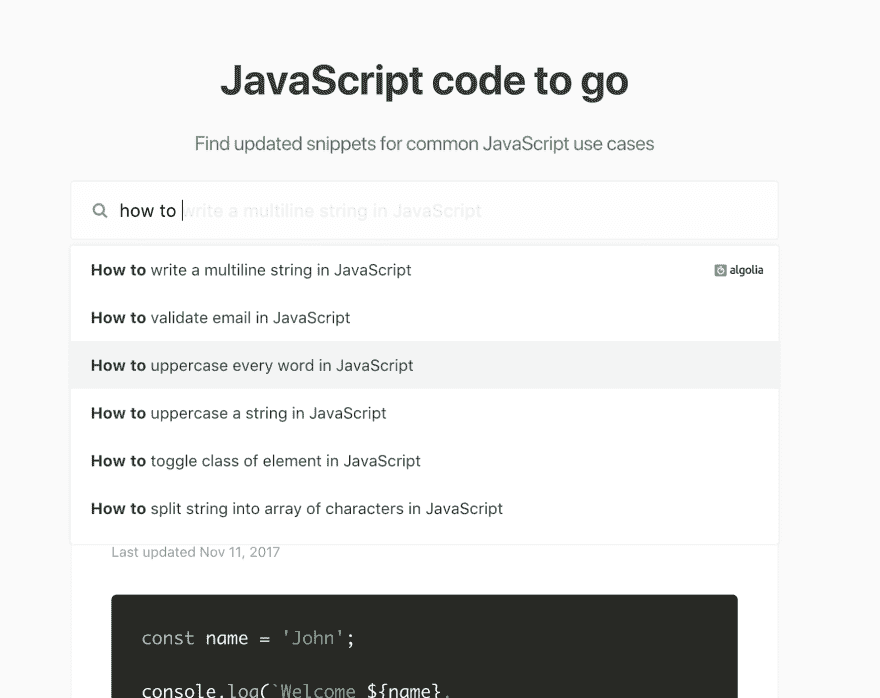 JavaScript code to go
Find updated snippets for common JavaScript use cases
how to write a multiline string in JavaScript
How to write a multiline string in JavaScript
algolia
How to validate email in JavaScript
How to uppercase every word in JavaScript
How to uppercase a string in JavaScript
How to toggle class of element in JavaScript
How to split string into array of characters in JavaScript
Last updated Nov 11, 2017
const name = 'John';
console.log(`Welcome ${name}.